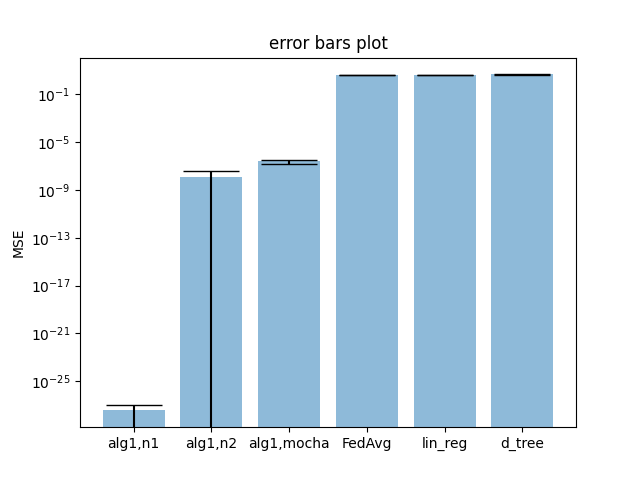 error bars plot
MSE
10⁻¹
10⁻⁵
10⁻⁹
10⁻¹³
10⁻¹⁷
10⁻²¹
10⁻²⁵
alg1,n1 alg1,n2 alg1,mocha FedAvg lin_reg d_tree